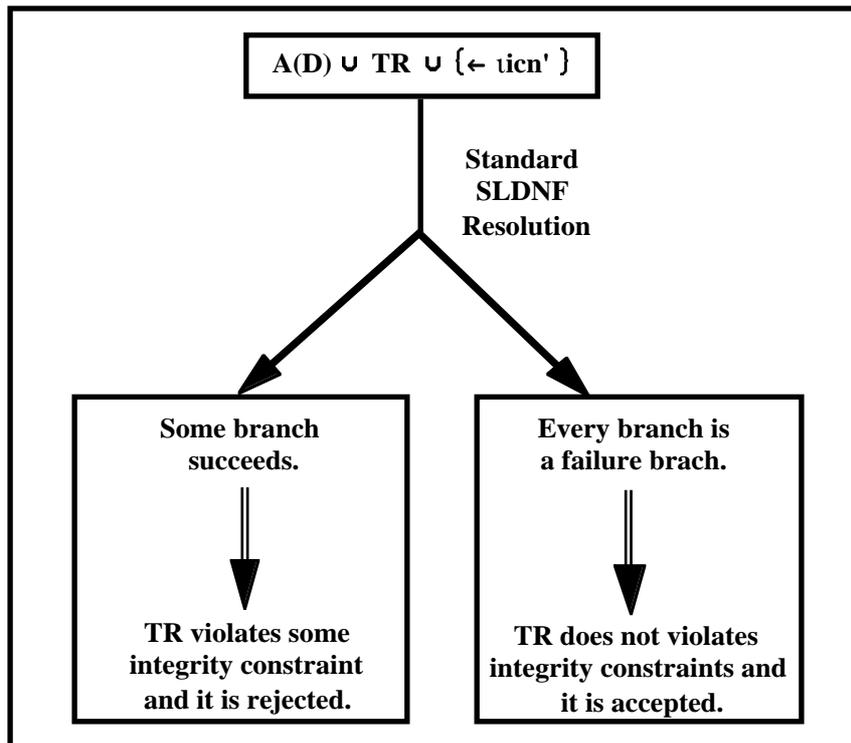 A(D) ∪ TR ∪ {← ιicn' }
Standard
SLDNF
Resolution
Some branch
succeeds.
TR violates some
integrity constraint
and it is rejected.
Every branch is
a failure brach.
TR does not violates
integrity constraints and
it is accepted.